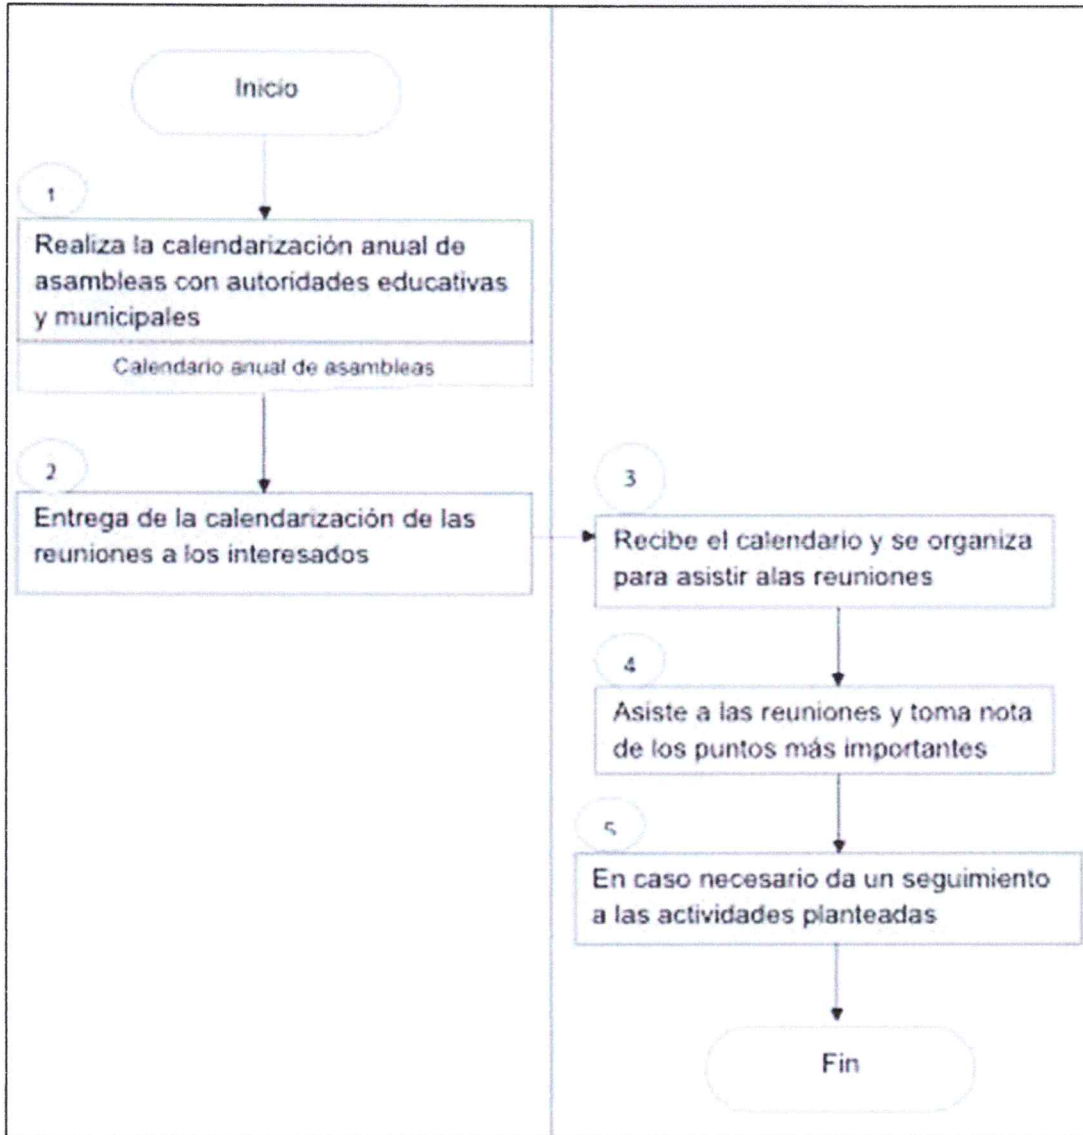 Inicio
1
Realiza la calendarización anual de
asambleas con autoridades educativas
y municipales
Calendario anual de asambleas
2
Entrega de la calendarización de las
reuniones a los interesados
3
Recibe el calendario y se organiza
para asistir alas reuniones
4
Asiste a las reuniones y toma nota
de los puntos más importantes
5
En caso necesario da un seguimiento
a las actividades planteadas
Fin